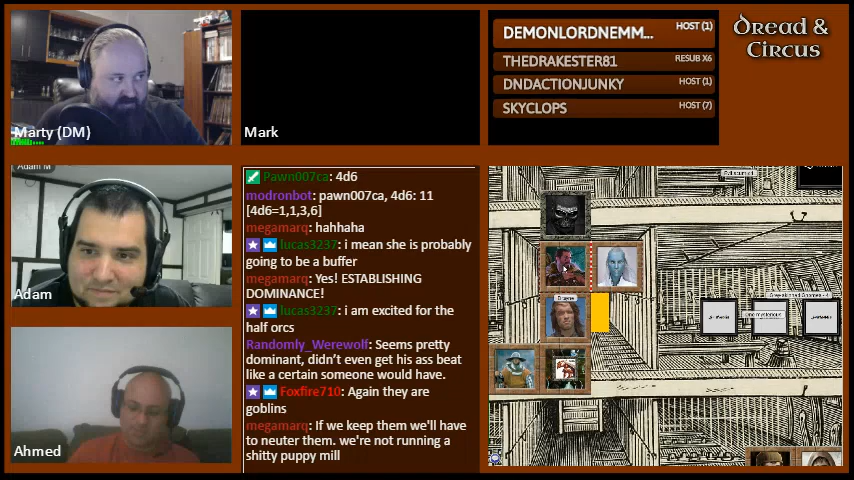 DEMONLORDNEMM... HOST (1)
THEDRAKESTER81 RESUB X6
DNDACTIONJUNKY HOST (1)
SKYCLOPS HOST (7)
Dread &
Circus
Marty (DM)
Mark
Adam M
Adam
Ahmed
Pawn007ca: 4d6
modronbot: pawn007ca, 4d6: 11
[4d6=1,1,3,6]
megamarq: hahhaha
lucas3237: i mean she is probably
going to be a buffer
megamarq: Yes! ESTABLISHING
DOMINANCE!
lucas3237: i am excited for the
half orcs
Randomly_Werewolf: Seems pretty
dominant, didn't even get his ass beat
like a certain someone would have.
Foxfire710: Again they are
goblins
megamarq: If we keep them we'll have
to neuter them. we're not running a
shitty puppy mill